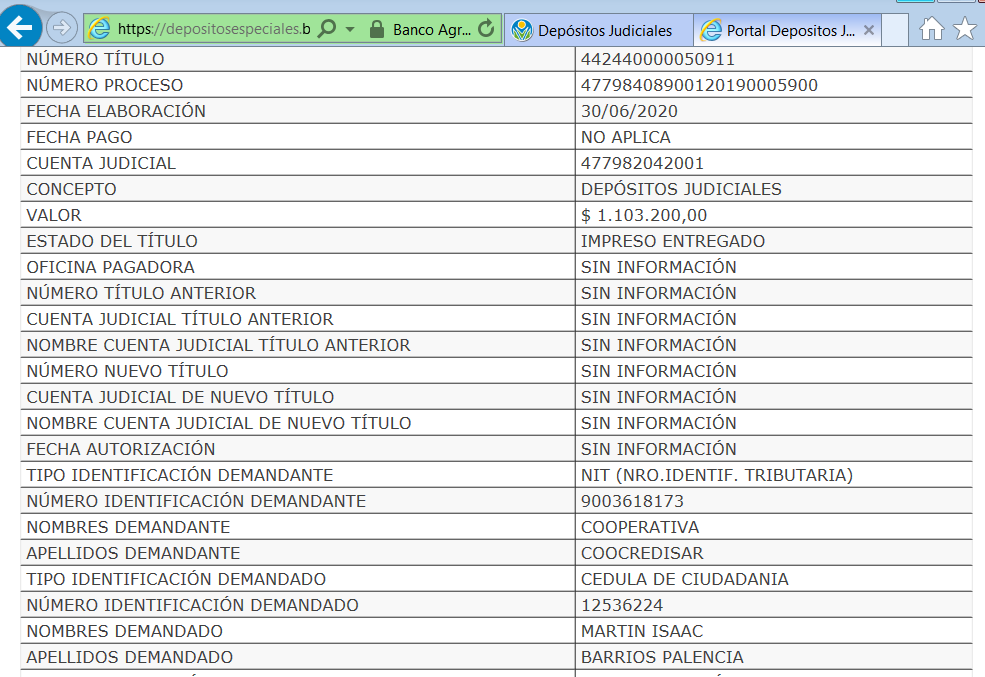 https://depositosespeciales.b
Banco Agr...
Depósitos Judiciales
Portal Depositos J...
NÚMERO TÍTULO 442440000050911
NÚMERO PROCESO 47798408900120190005900
FECHA ELABORACIÓN 30/06/2020
FECHA PAGO NO APLICA
CUENTA JUDICIAL 477982042001
CONCEPTO DEPÓSITOS JUDICIALES
VALOR $ 1.103.200,00
ESTADO DEL TÍTULO IMPRESO ENTREGADO
OFICINA PAGADORA SIN INFORMACIÓN
NÚMERO TÍTULO ANTERIOR SIN INFORMACIÓN
CUENTA JUDICIAL TÍTULO ANTERIOR SIN INFORMACIÓN
NOMBRE CUENTA JUDICIAL TÍTULO ANTERIOR SIN INFORMACIÓN
NÚMERO NUEVO TÍTULO SIN INFORMACIÓN
CUENTA JUDICIAL DE NUEVO TÍTULO SIN INFORMACIÓN
NOMBRE CUENTA JUDICIAL DE NUEVO TÍTULO SIN INFORMACIÓN
FECHA AUTORIZACIÓN SIN INFORMACIÓN
TIPO IDENTIFICACIÓN DEMANDANTE NIT (NRO.IDENTIF. TRIBUTARIA)
NÚMERO IDENTIFICACIÓN DEMANDANTE 9003618173
NOMBRES DEMANDANTE COOPERATIVA
APELLIDOS DEMANDANTE COOCREDISAR
TIPO IDENTIFICACIÓN DEMANDADO CEDULA DE CIUDADANIA
NÚMERO IDENTIFICACIÓN DEMANDADO 12536224
NOMBRES DEMANDADO MARTIN ISAAC
APELLIDOS DEMANDADO BARRIOS PALENCIA